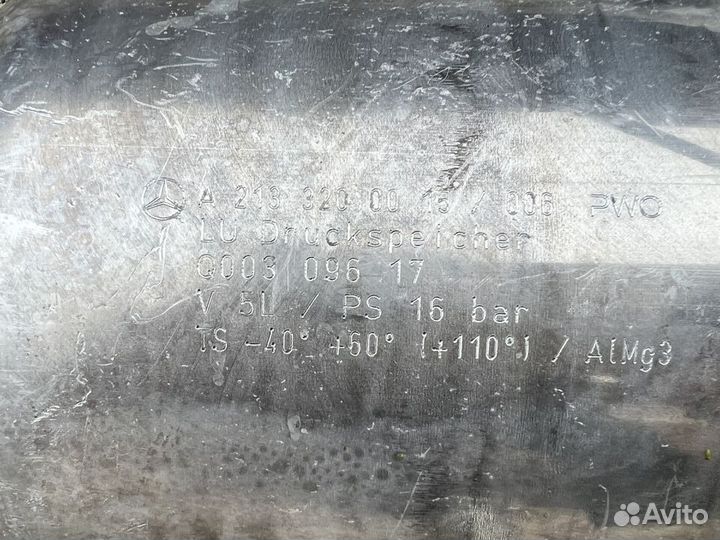 A 213 320 00 15 / 006 PWO
LU Druckspeicher
Q003 096 17
V 5L / PS 16 bar
TS -40° +60° (+110°) / AlMg3
Avito